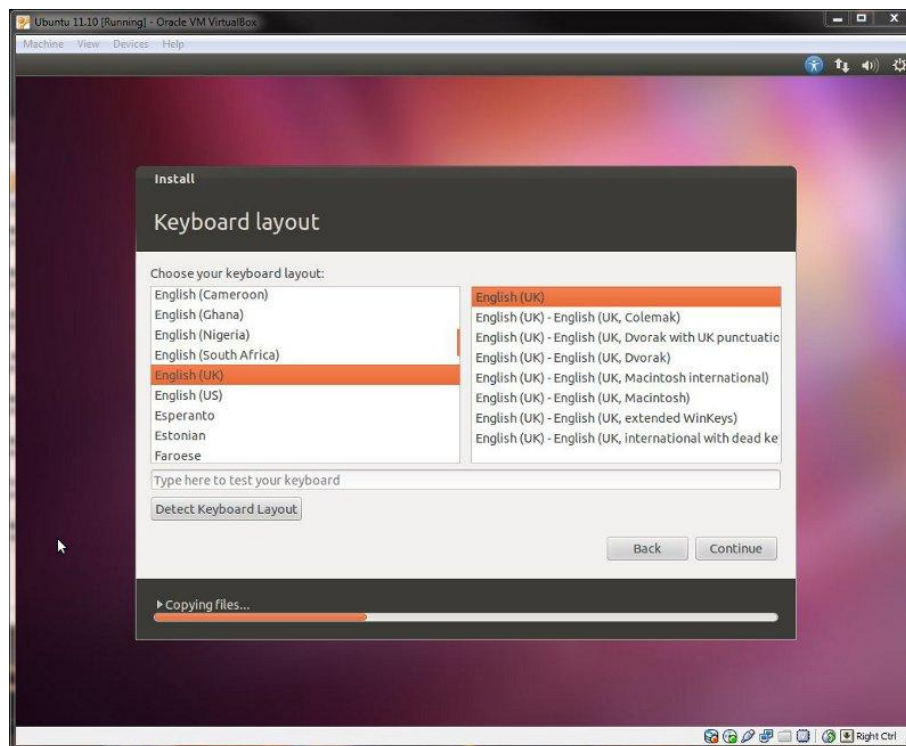 Ubuntu 11.10 [Running] - Oracle VM VirtualBox
Machine View Devices Help
Install
Keyboard layout
Choose your keyboard layout:
English (Cameroon)
English (Ghana)
English (Nigeria)
English (South Africa)
English (UK)
English (US)
Esperanto
Estonian
Faroese
English (UK)
English (UK) - English (UK, Colemak)
English (UK) - English (UK, Dvorak with UK punctuatio
English (UK) - English (UK, Dvorak)
English (UK) - English (UK, Macintosh international)
English (UK) - English (UK, Macintosh)
English (UK) - English (UK, extended WinKeys)
English (UK) - English (UK, international with dead ke
Type here to test your keyboard
Detect Keyboard Layout
Back Continue
Copying files...
Right Ctrl